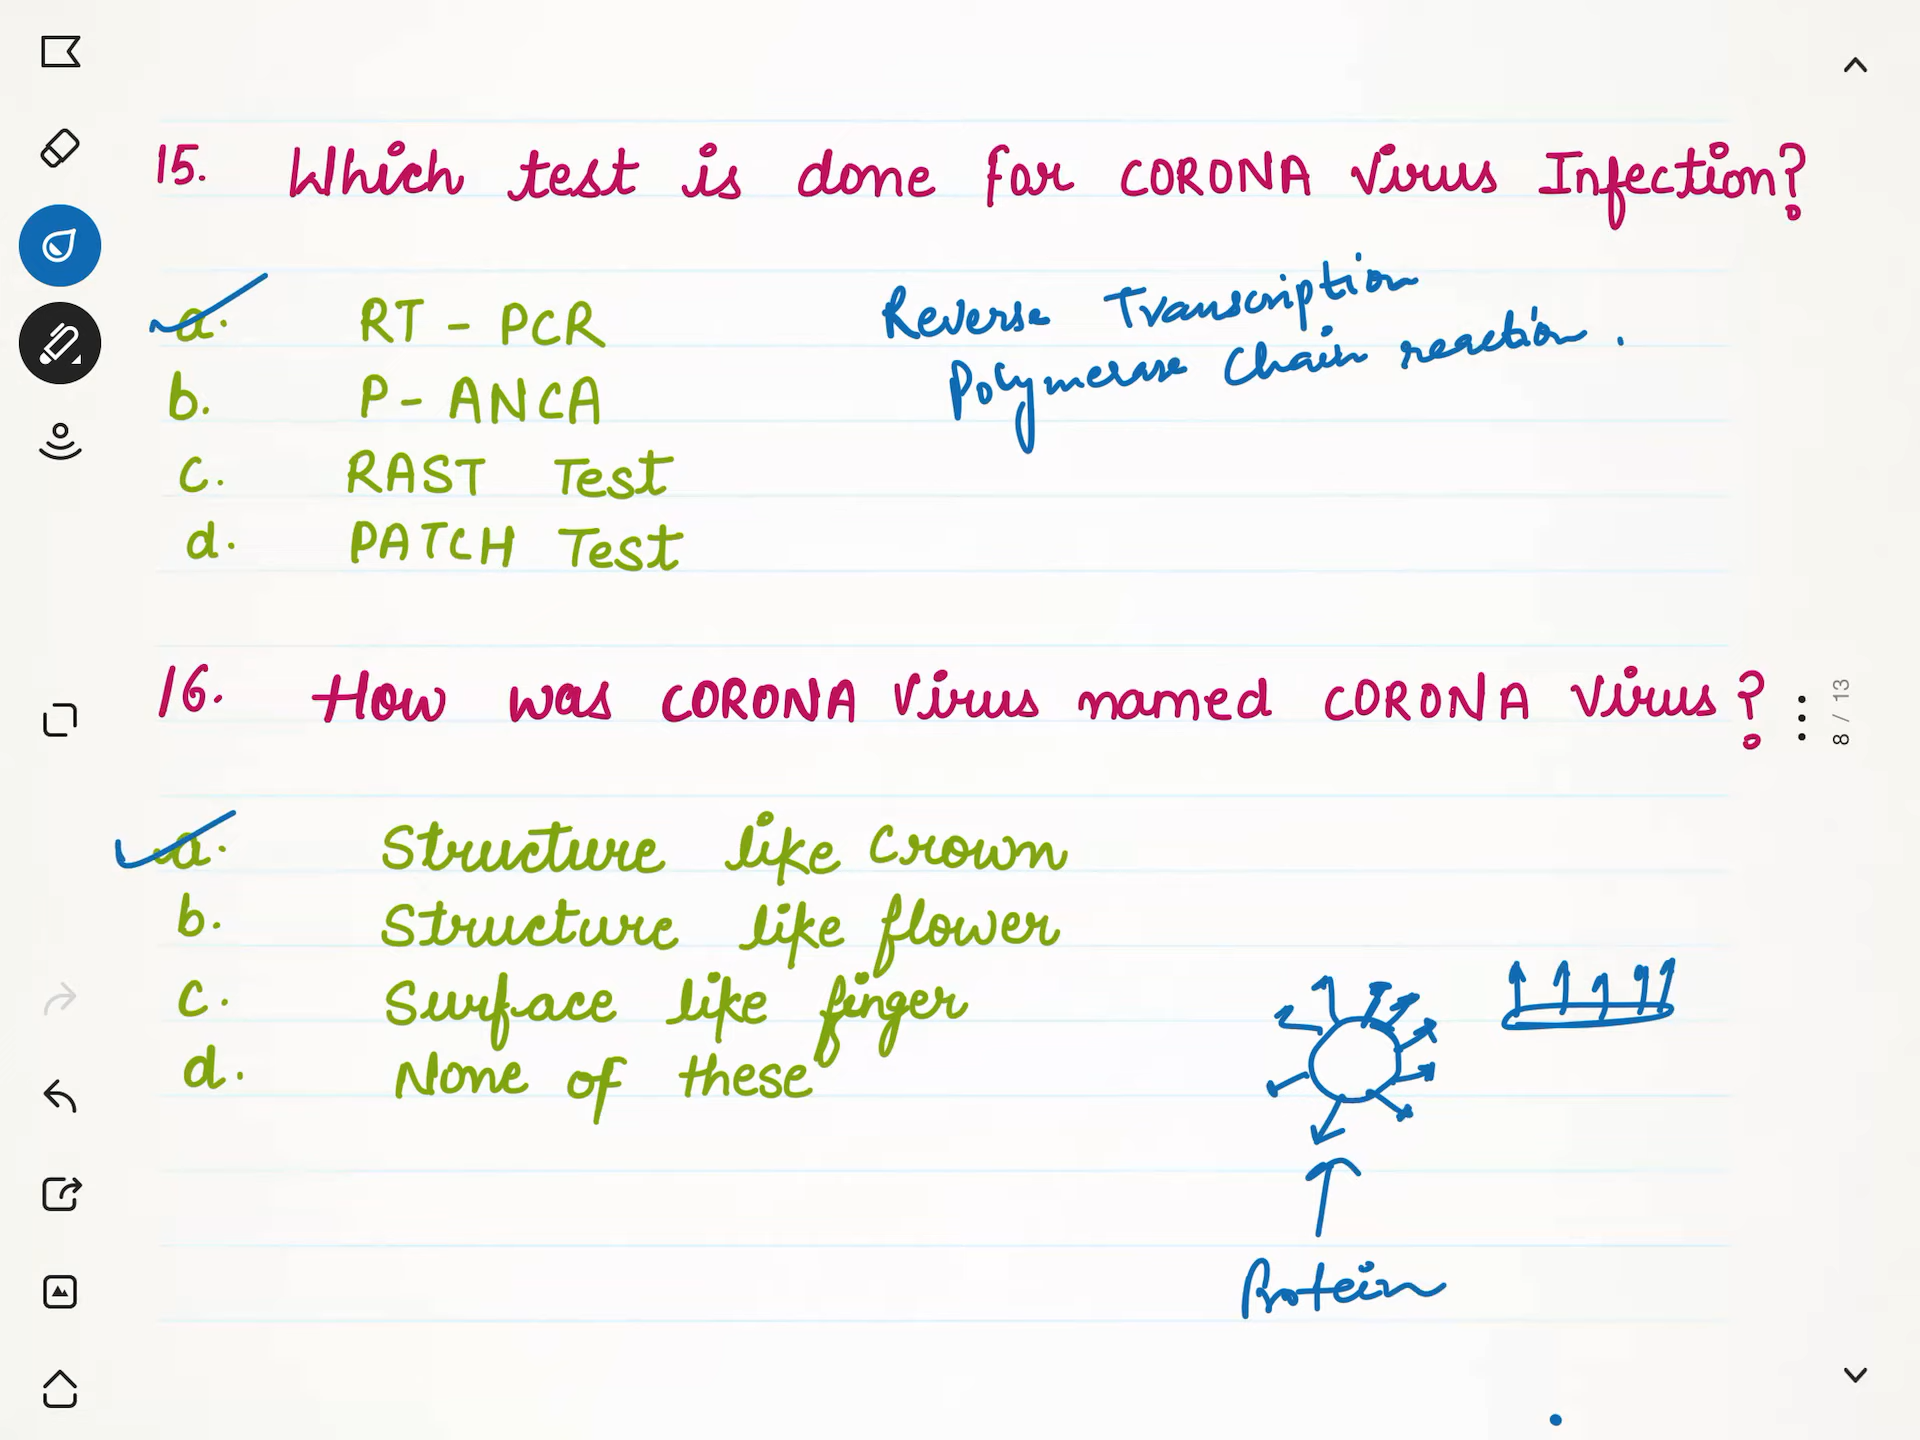 15. Which test is done for CORONA Virus Infection?
a. RT - PCR
Reverse Transcription
Polymerase Chain reaction.
b. P - ANCA
c. RAST Test
d. PATCH Test
16. How was CORONA Virus named CORONA Virus?
a. Structure like Crown
b. Structure like flower
c. Surface like finger
d. None of these
Protein
8 / 13